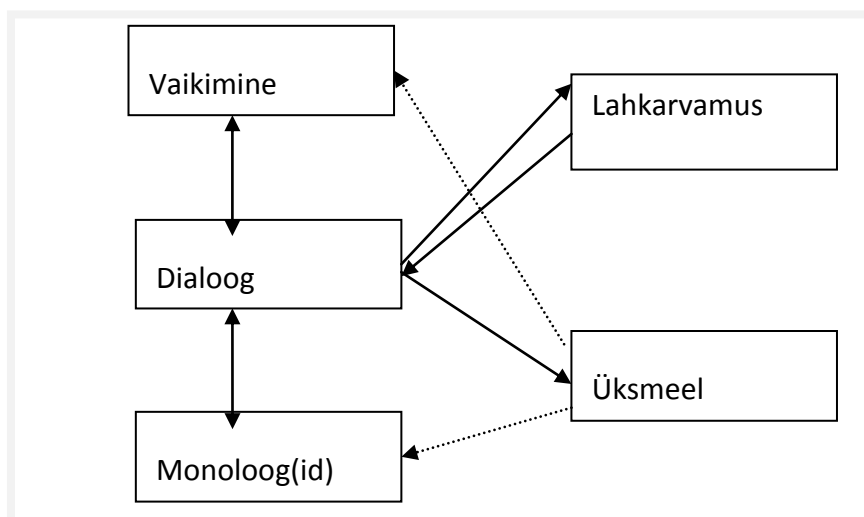 Vaikimine
Lahkarvamus
Dialoog
Üksmeel
Monoloog(id)